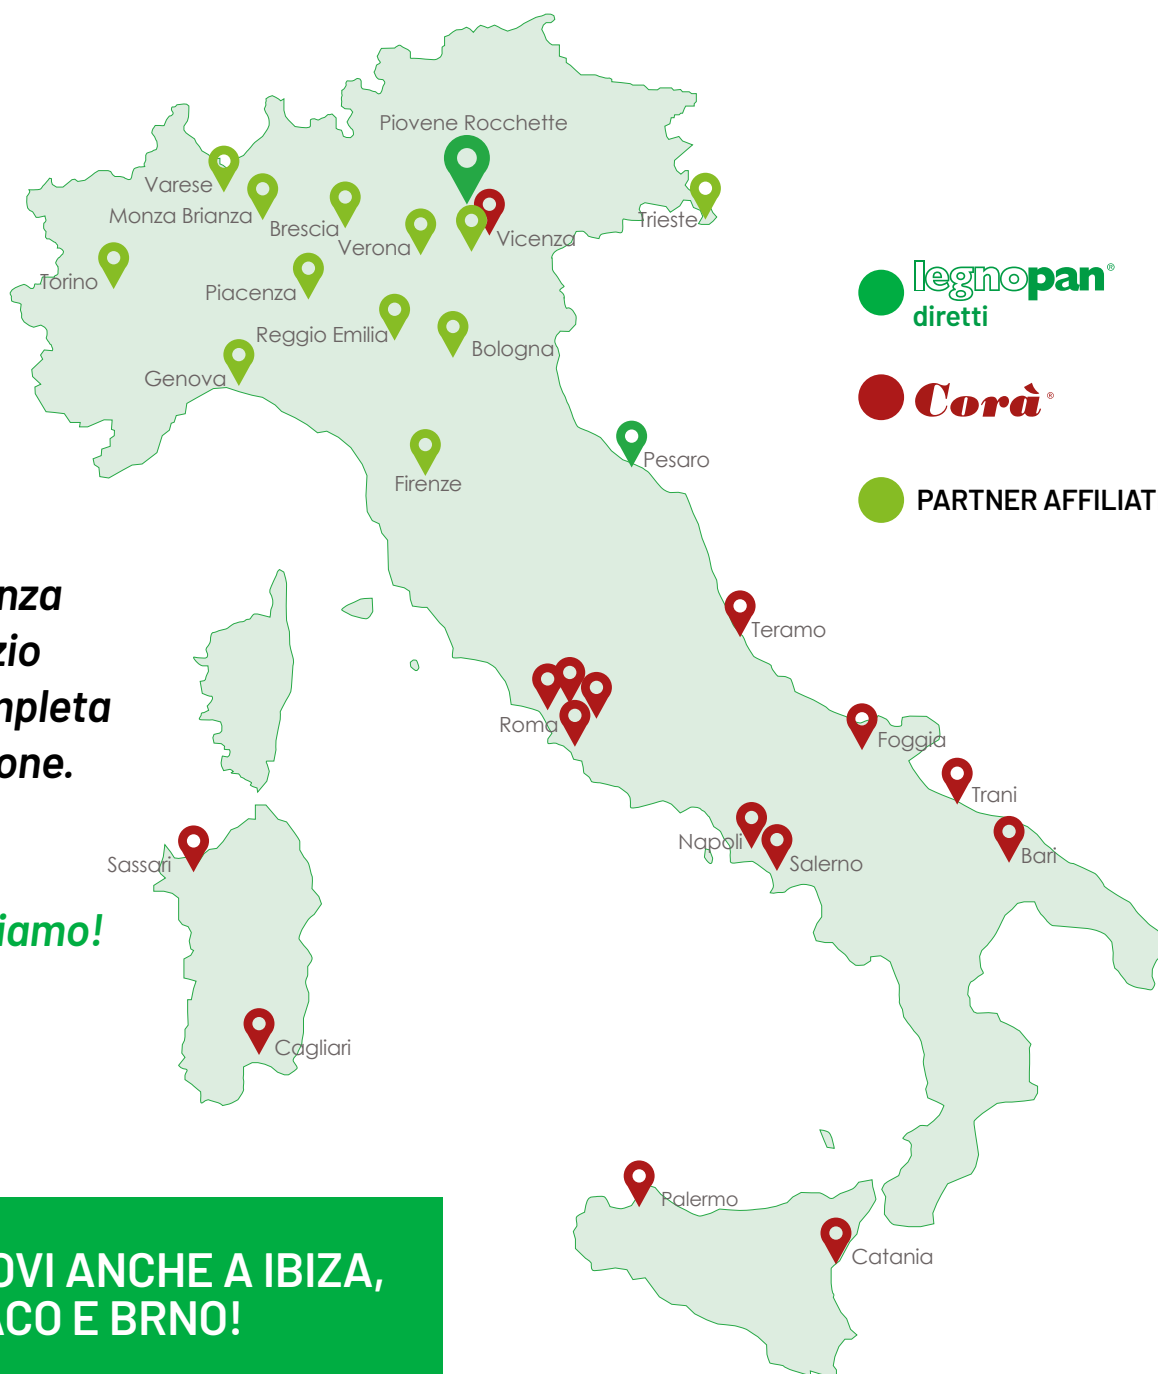 Piovene Rocchette
Varese
Monza Brianza
Brescia
Verona
Vicenza
Trieste
Torino
Piacenza
Reggio Emilia
Bologna
Genova
Firenze
Pesaro
legnopan®
diretti
Corà®
PARTNER AFFILIAT
nza
zio
mpleta
one.
Teramo
Roma
Foggia
Trani
Napoli
Salerno
Bari
Sassari
iamo!
Cagliari
Palermo
Catania
OVI ANCHE A IBIZA,
ACO E BRNO!